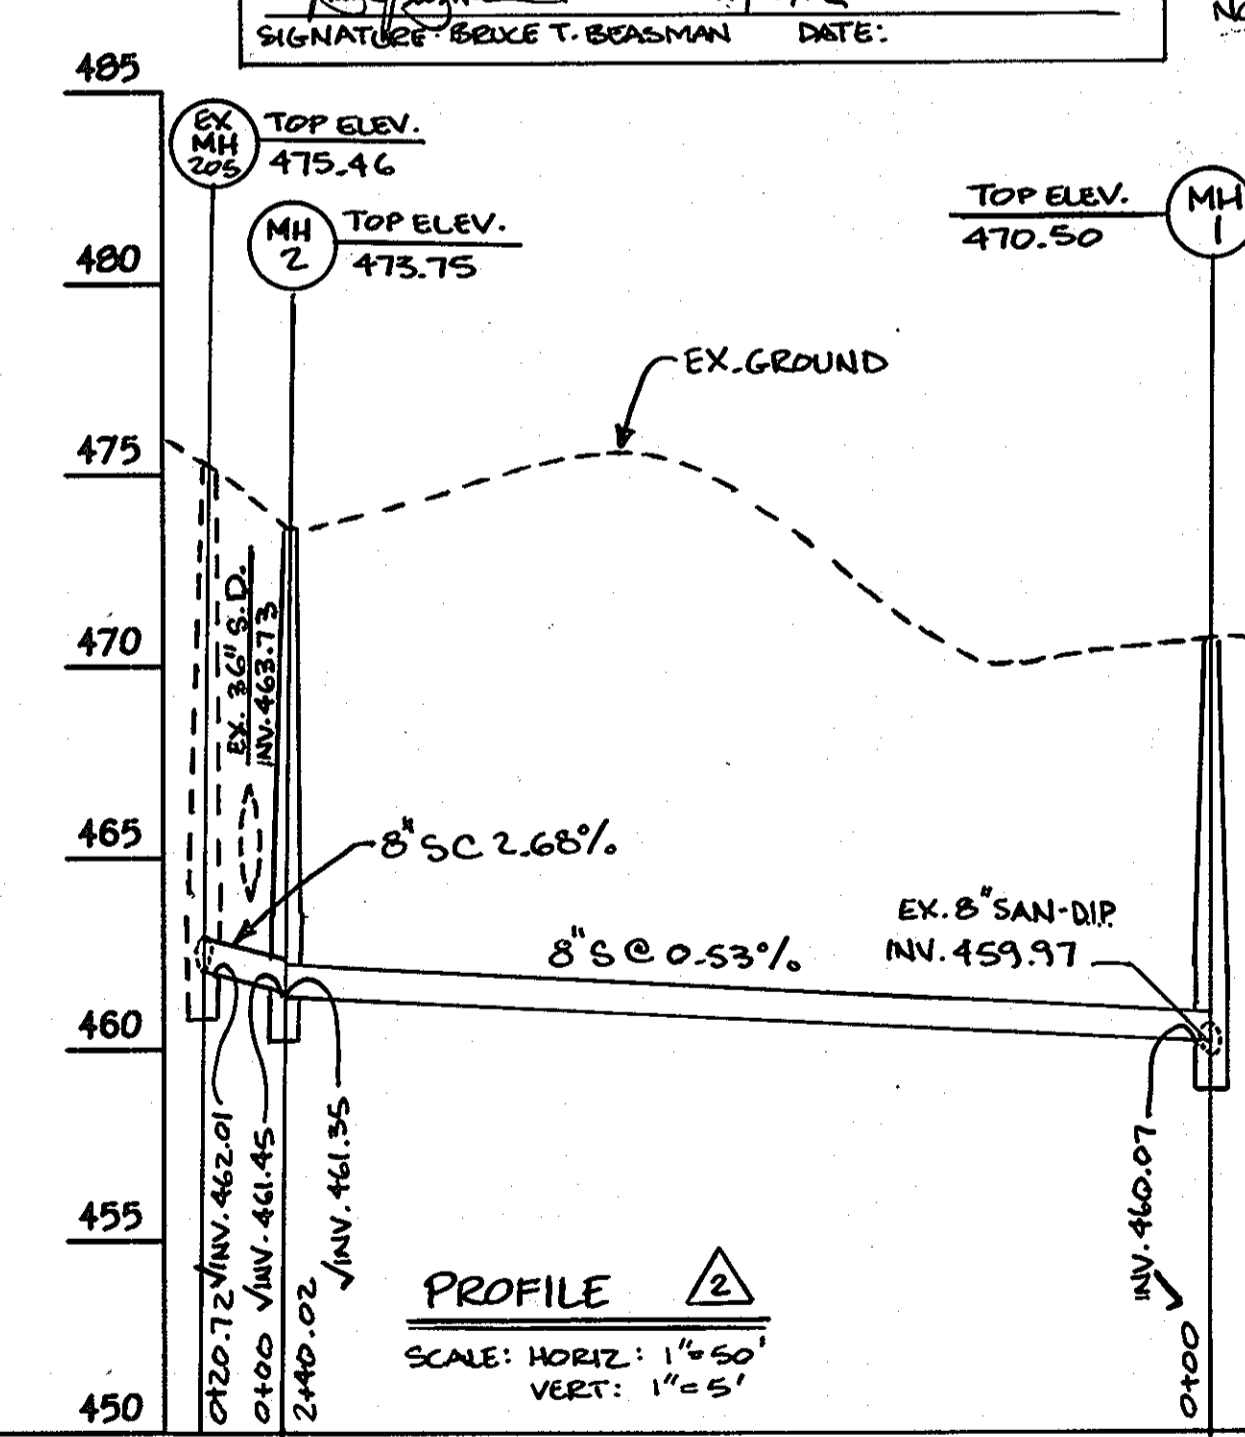 SIGNATURE: BRUCE T. BEASMAN DATE:
485
EX
MH
205
TOP ELEV.
475.46
MH
2
TOP ELEV.
473.75
TOP ELEV.
470.50
MH
1
480
EX. GROUND
475
470
EX. 36" S.D.
INV. 463.73
465
8" S C 2.68%
8" S @ 0.53%
EX. 8" SAN-D.I.P.
INV. 459.97
460
455
450
0+20.72 √INV. 462.01
0+00 √INV. 461.45
2+40.02
√INV. 461.35
INV. 460.07
0+00
PROFILE 2
SCALE: HORIZ: 1"=50'
VERT: 1"=5'